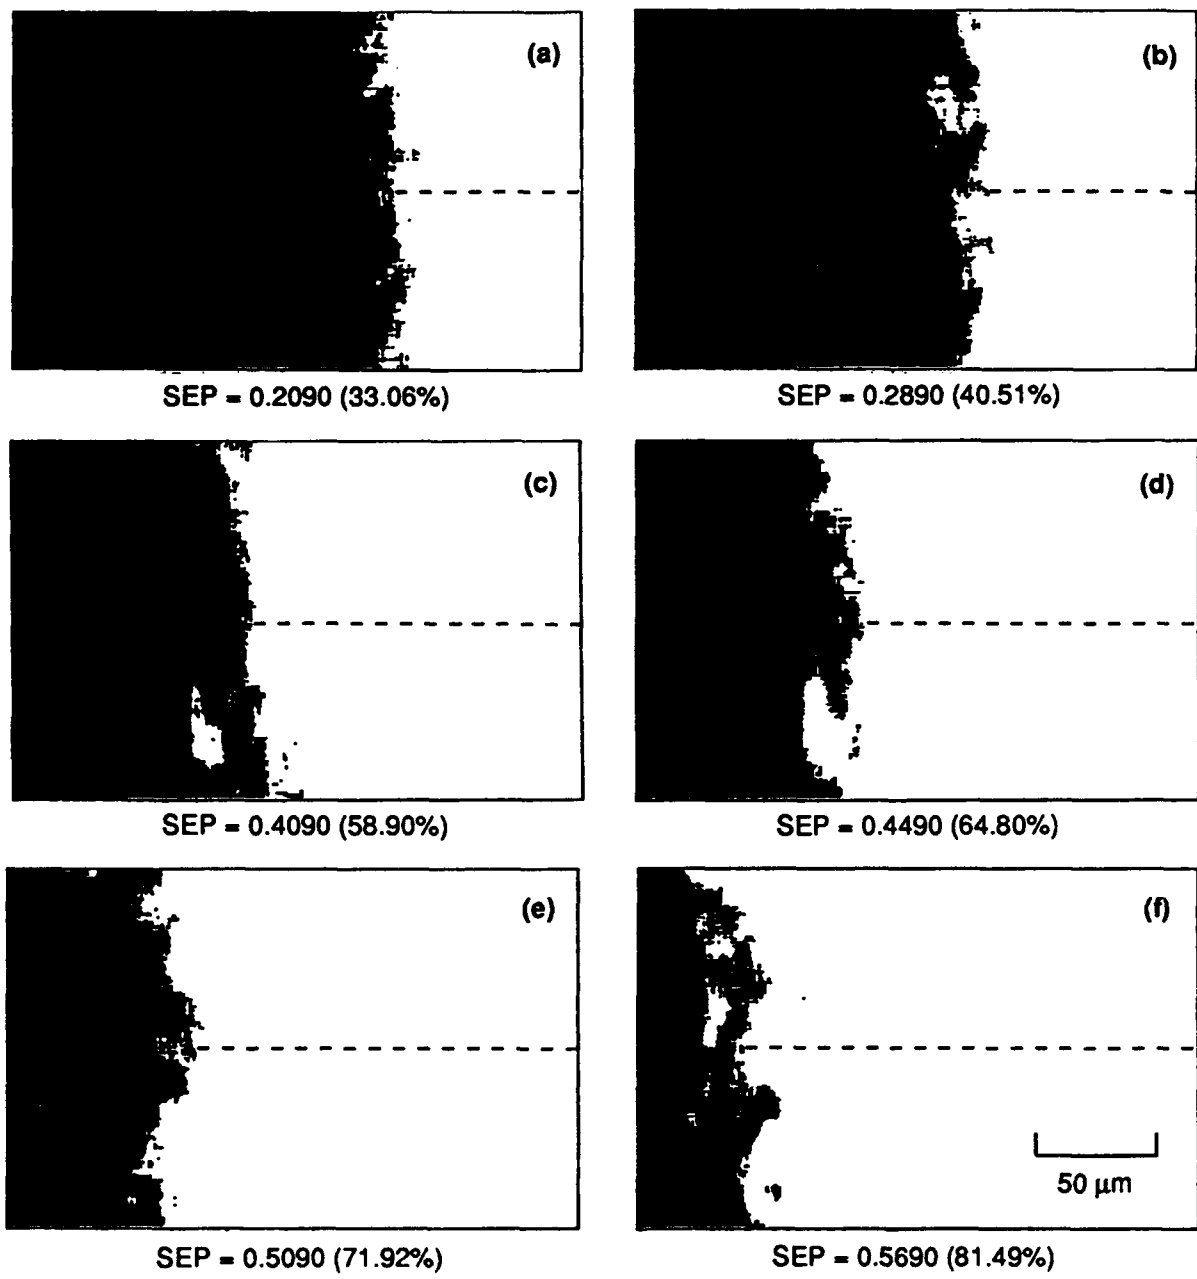 (a)
(b)
SEP = 0.2090 (33.06%)
SEP = 0.2890 (40.51%)
(c)
(d)
SEP = 0.4090 (58.90%)
SEP = 0.4490 (64.80%)
(e)
(f)
50 μm
SEP = 0.5090 (71.92%)
SEP = 0.5690 (81.49%)